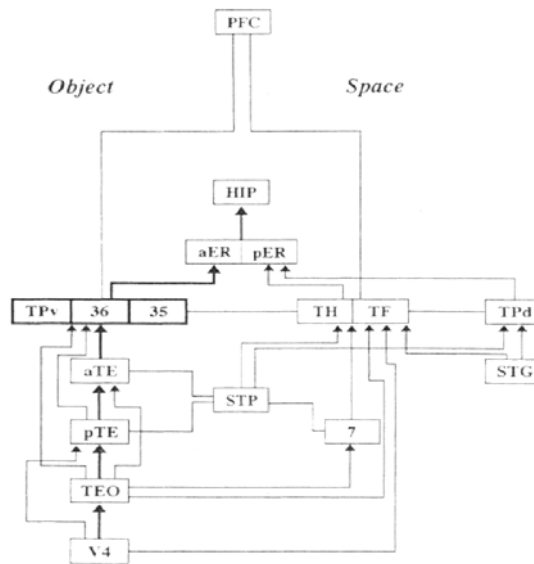 PFC
Object Space
HIP
aER pER
TPv 36 35 TH TF TPd
aTE STG
STP
pTE 7
TEO
V4